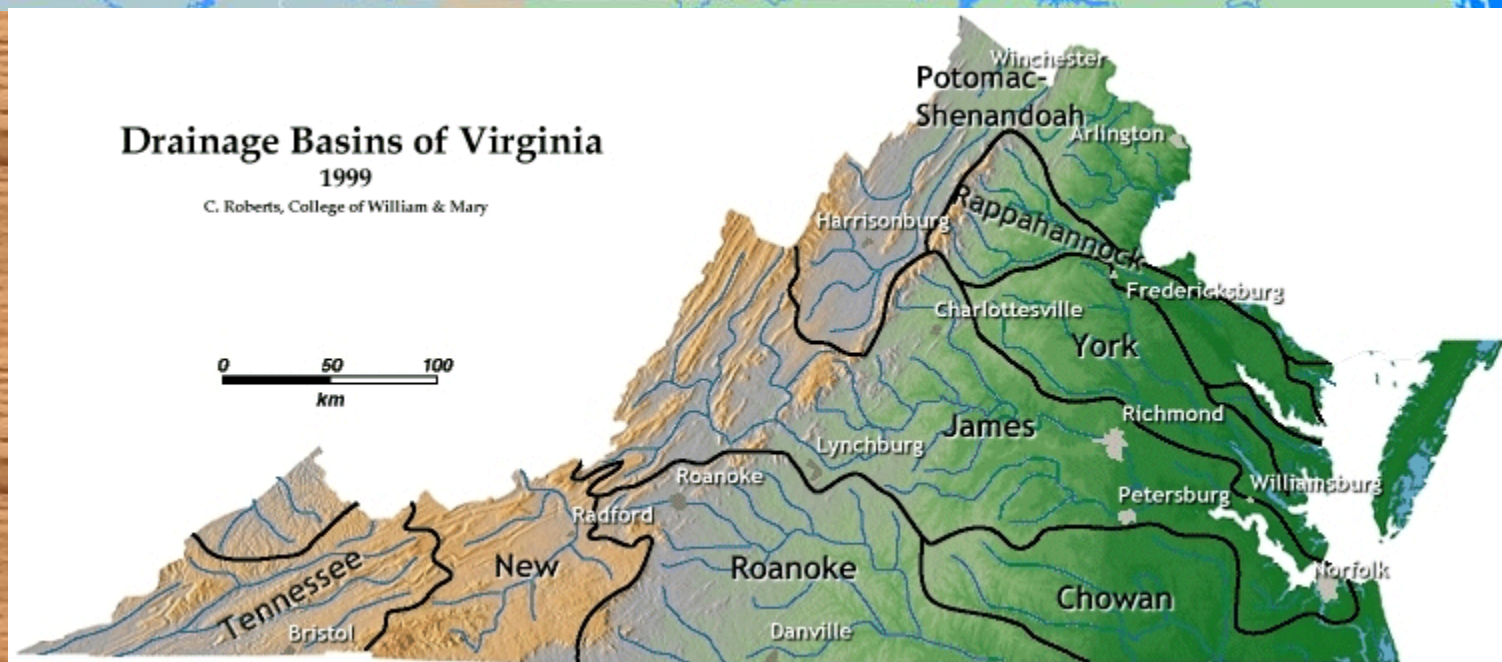 Winchester
Potomac-
Shenandoah
Arlington
Drainage Basins of Virginia
1999
C. Roberts, College of William & Mary
Rappahannock
Harrisonburg
Fredericksburg
Charlottesville
York
0 50 100
km
Richmond
James
Lynchburg
Roanoke
Williamsburg
Petersburg
Radford
New
Roanoke
Tennessee
Norfolk
Chowan
Bristol
Danville